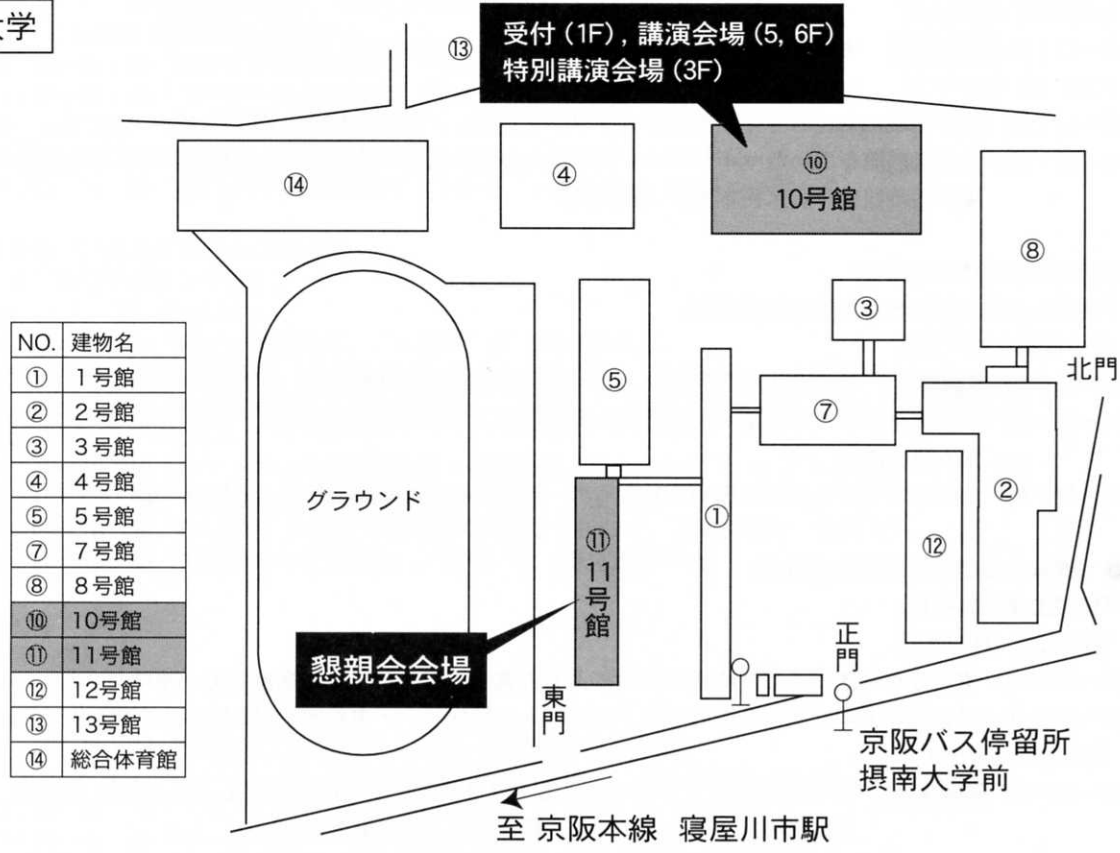 大学
⑬
受付 (1F) , 講演会場 (5, 6F)
特別講演会場 (3F)
⑭
④
⑩
10号館
⑧
③
⑤
⑦
北門
②
①
⑫
グラウンド
⑪
11号館
懇親会会場
東門
正門
京阪バス停留所
摂南大学前
至 京阪本線 寝屋川市駅
NO. 建物名
① 1号館
② 2号館
③ 3号館
④ 4号館
⑤ 5号館
⑦ 7号館
⑧ 8号館
⑩ 10号館
⑪ 11号館
⑫ 12号館
⑬ 13号館
⑭ 総合体育館